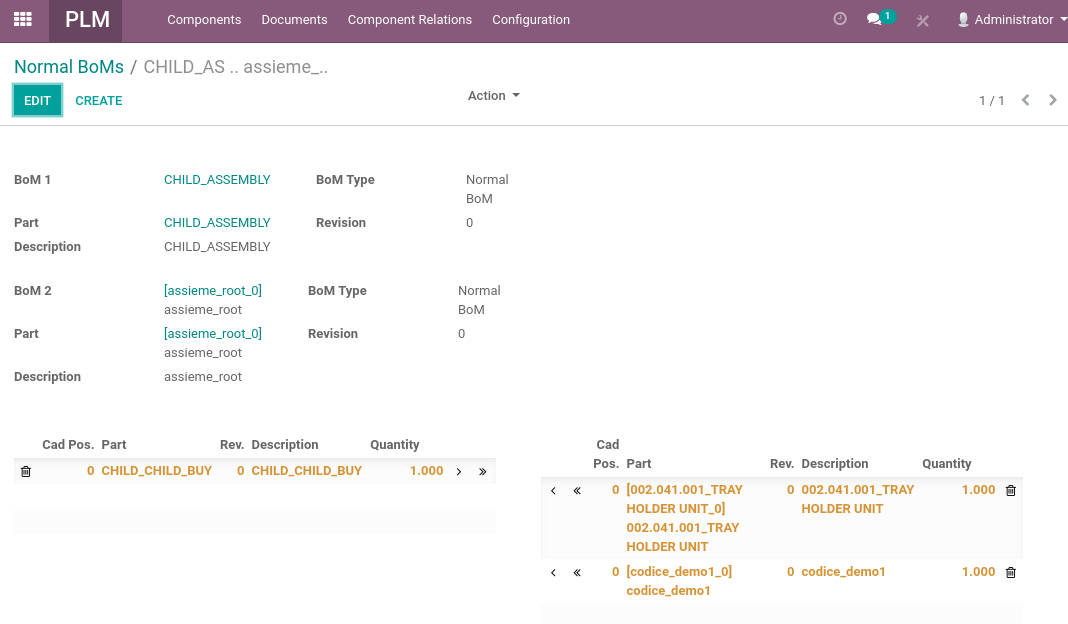 PLM Components Documents Component Relations Configuration 1 Administrator
Normal BoMs / CHILD_AS .. assieme_..
EDIT CREATE Action 1 / 1
BoM 1 CHILD_ASSEMBLY BoM Type Normal
BoM
Part CHILD_ASSEMBLY Revision 0
Description CHILD_ASSEMBLY
BoM 2 [assieme_root_0] BoM Type Normal
assieme_root BoM
Part [assieme_root_0] Revision 0
assieme_root
Description assieme_root
Cad Pos. Part Rev. Description Quantity
0 CHILD_CHILD_BUY 0 CHILD_CHILD_BUY 1.000
Cad
Pos. Part Rev. Description Quantity
0 [002.041.001_TRAY 0 002.041.001_TRAY 1.000
HOLDER UNIT_0] HOLDER UNIT
002.041.001_TRAY
HOLDER UNIT
0 [codice_demo1_0] 0 codice_demo1 1.000
codice_demo1